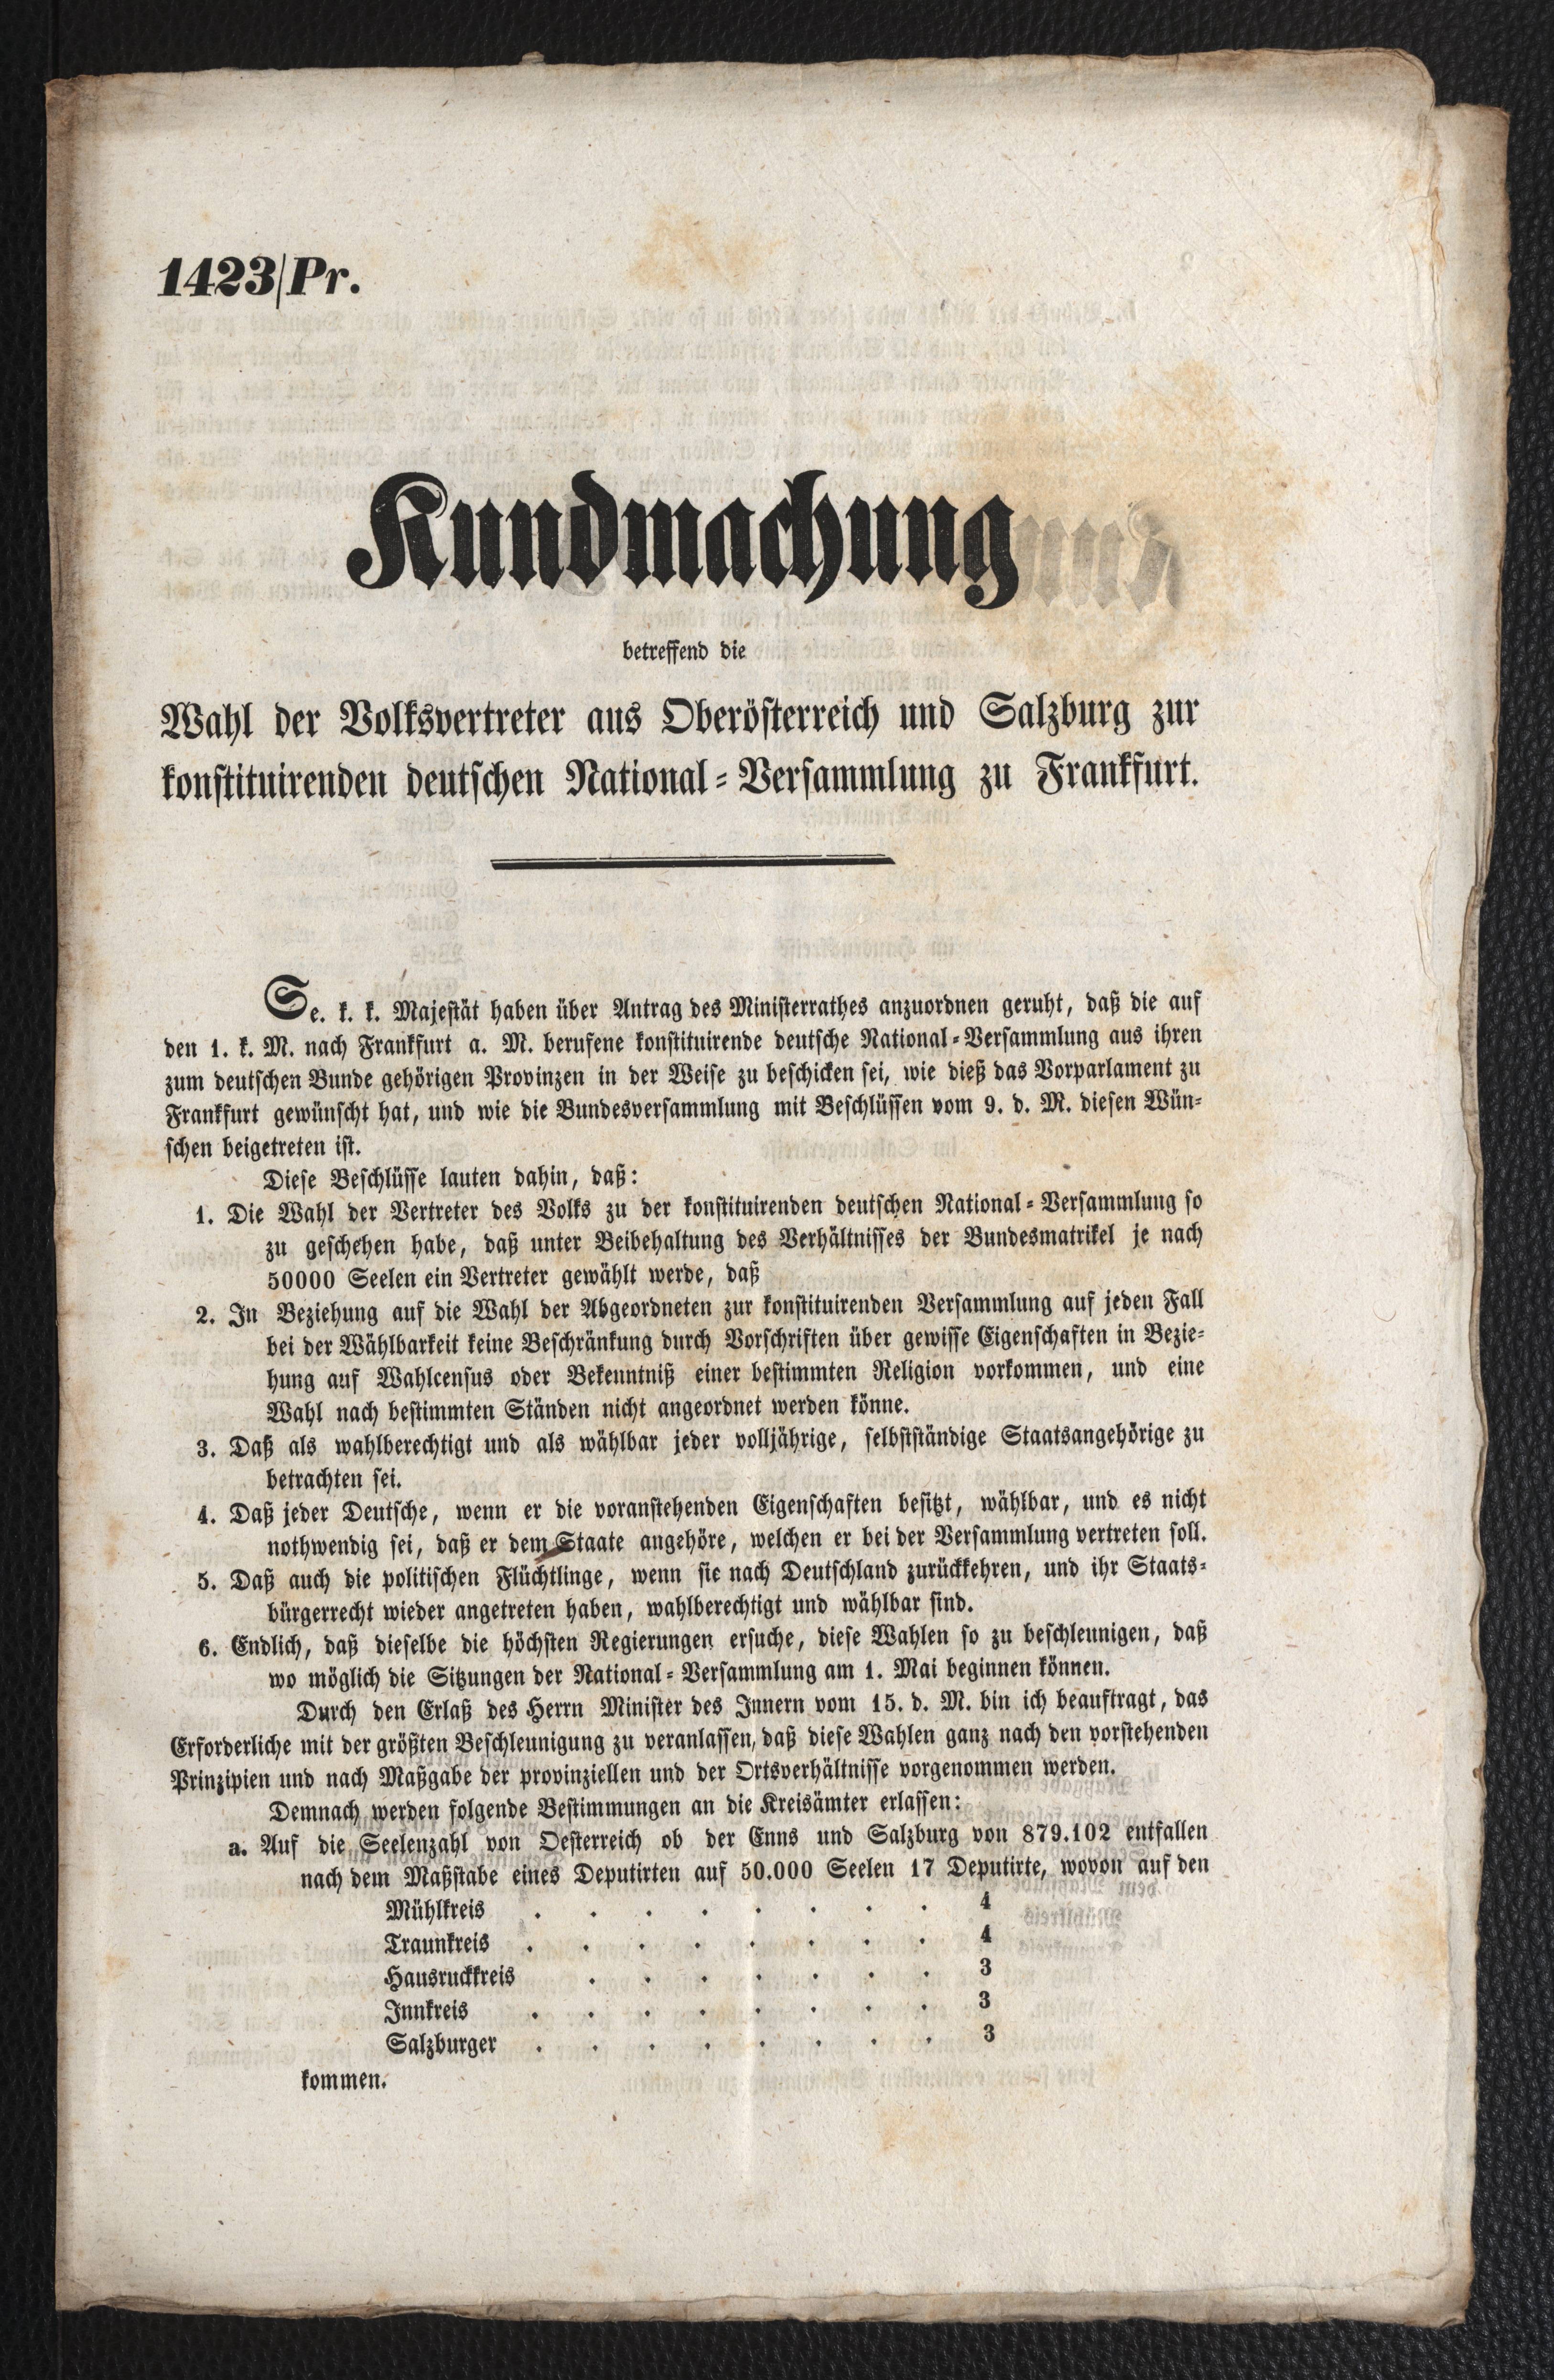 1423/Pr.
Kundmachung
betreffend die
Wahl der Volksvertreter aus Oberösterreich und Salzburg zur
konstituirenden deutschen National-Versammlung zu Frankfurt.
Se. k. k. Majestät haben über Antrag des Ministerrathes anzuordnen geruht, daß die auf
den 1. k. M. nach Frankfurt a. M. berufene konstituirende deutsche National-Versammlung aus ihren
zum deutschen Bunde gehörigen Provinzen in der Weise zu beschicken sei, wie dieß das Vorparlament zu
Frankfurt gewünscht hat, und wie die Bundesversammlung mit Beschlüssen vom 9. d. M. diesen Wün-
schen beigetreten ist.
Diese Beschlüsse lauten dahin, daß:
1. Die Wahl der Vertreter des Volks zu der konstituirenden deutschen National-Versammlung so
zu geschehen habe, daß unter Beibehaltung des Verhältnisses der Bundesmatrikel je nach
50000 Seelen ein Vertreter gewählt werde, daß
2. In Beziehung auf die Wahl der Abgeordneten zur konstituirenden Versammlung auf jeden Fall
bei der Wählbarkeit keine Beschränkung durch Vorschriften über gewisse Eigenschaften in Bezie-
hung auf Wahlcensus oder Bekenntniß einer bestimmten Religion vorkommen, und eine
Wahl nach bestimmten Ständen nicht angeordnet werden könne.
3. Daß als wahlberechtigt und als wählbar jeder volljährige, selbstständige Staatsangehörige zu
betrachten sei.
4. Daß jeder Deutsche, wenn er die voranstehenden Eigenschaften besitzt, wählbar, und es nicht
nothwendig sei, daß er dem Staate angehöre, welchen er bei der Versammlung vertreten soll.
5. Daß auch die politischen Flüchtlinge, wenn sie nach Deutschland zurückkehren, und ihr Staats-
bürgerrecht wieder angetreten haben, wahlberechtigt und wählbar sind.
6. Endlich, daß dieselbe die höchsten Regierungen ersuche, diese Wahlen so zu beschleunigen, daß
wo möglich die Sitzungen der National-Versammlung am 1. Mai beginnen können.
Durch den Erlaß des Herrn Minister des Innern vom 15. d. M. bin ich beauftragt, das
Erforderliche mit der größten Beschleunigung zu veranlassen, daß diese Wahlen ganz nach den vorstehenden
Prinzipien und nach Maßgabe der provinziellen und der Ortsverhältnisse vorgenommen werden.
Demnach werden folgende Bestimmungen an die Kreisämter erlassen:
a. Auf die Seelenzahl von Oesterreich ob der Enns und Salzburg von 879.102 entfallen
nach dem Maßstabe eines Deputirten auf 50.000 Seelen 17 Deputirte, wovon auf den
Mühlkreis . . . . . . . . 4
Traunkreis . . . . . . . . 4
Hausruckkreis . . . . . . . 3
Innkreis . . . . . . . . 3
Salzburger . . . . . . . . 3
kommen.